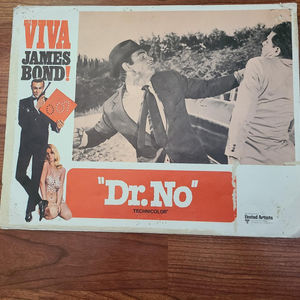 VIVA
JAMES
BOND!
"Dr. No"
TECHNICOLOR®
United Artists